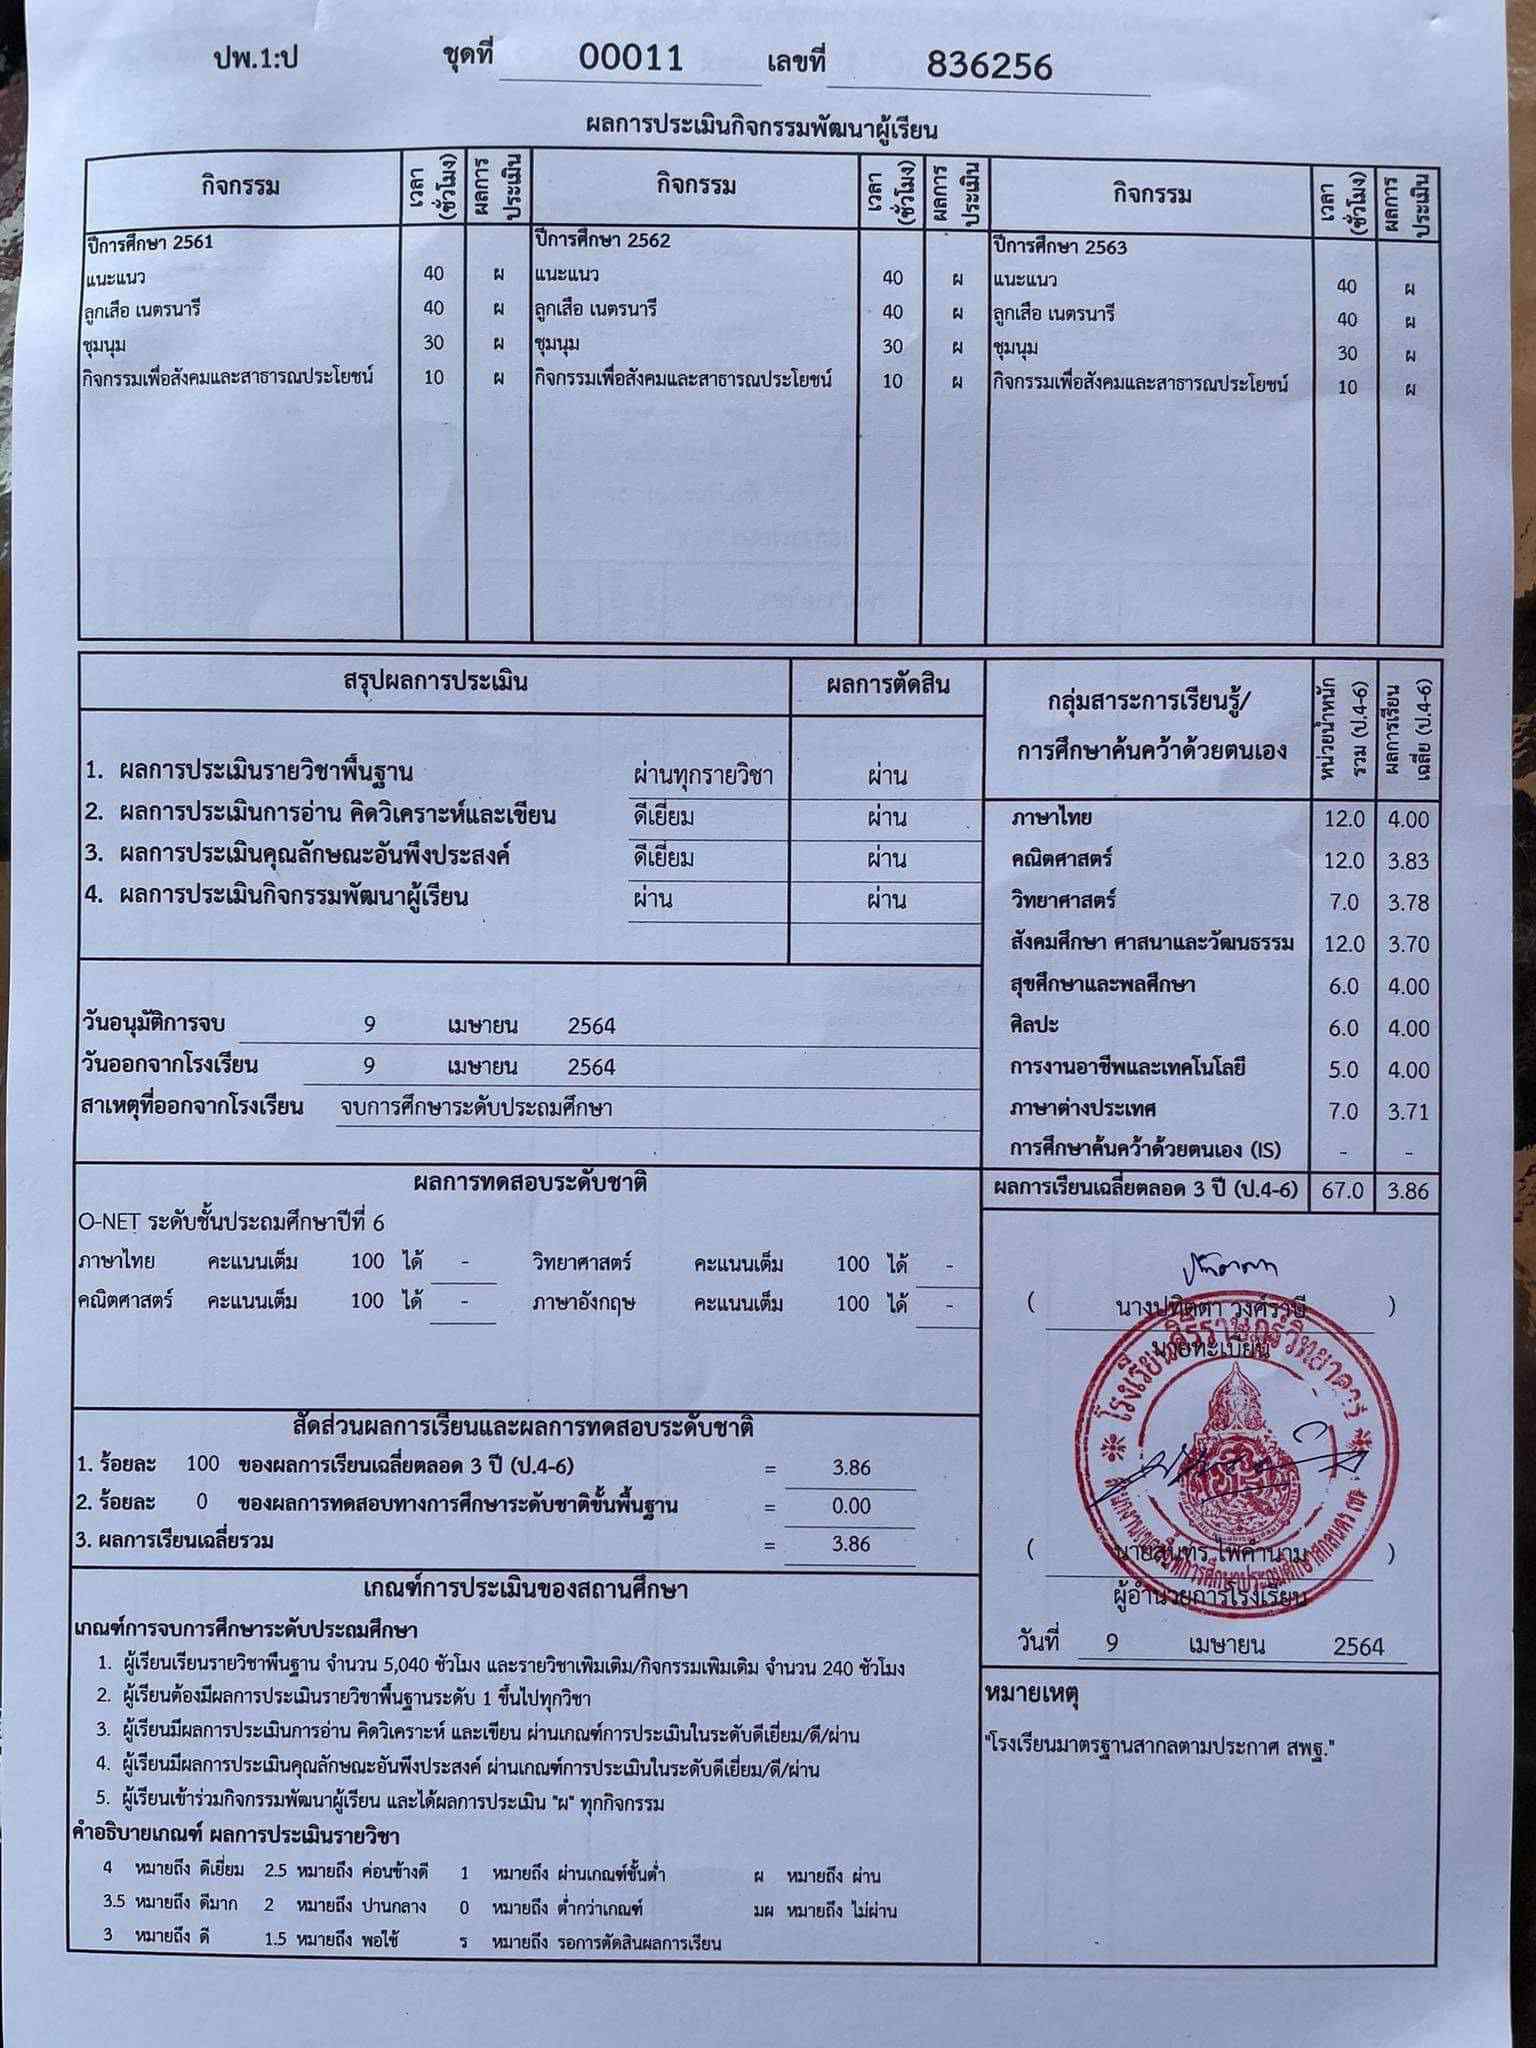 ปพ.1:ป ชุดที่ 00011 เลขที่ 836256
ผลการประเมินกิจกรรมพัฒนาผู้เรียน
กิจกรรม เวลา (ชั่วโมง) ผลการ ประเมิน กิจกรรม เวลา (ชั่วโมง) ผลการ ประเมิน กิจกรรม เวลา (ชั่วโมง) ผลการ ประเมิน
ปีการศึกษา 2561 ปีการศึกษา 2562 ปีการศึกษา 2563
แนะแนว 40 ผ แนะแนว 40 ผ แนะแนว 40 ผ
ลูกเสือ เนตรนารี 40 ผ ลูกเสือ เนตรนารี 40 ผ ลูกเสือ เนตรนารี 40 ผ
ชุมนุม 30 ผ ชุมนุม 30 ผ ชุมนุม 30 ผ
กิจกรรมเพื่อสังคมและสาธารณประโยชน์ 10 ผ กิจกรรมเพื่อสังคมและสาธารณประโยชน์ 10 ผ กิจกรรมเพื่อสังคมและสาธารณประโยชน์ 10 ผ
สรุปผลการประเมิน ผลการตัดสิน
1. ผลการประเมินรายวิชาพื้นฐาน ผ่านทุกรายวิชา ผ่าน
2. ผลการประเมินการอ่าน คิดวิเคราะห์และเขียน ดีเยี่ยม ผ่าน
3. ผลการประเมินคุณลักษณะอันพึงประสงค์ ดีเยี่ยม ผ่าน
4. ผลการประเมินกิจกรรมพัฒนาผู้เรียน ผ่าน ผ่าน
วันอนุมัติการจบ 9 เมษายน 2564
วันออกจากโรงเรียน 9 เมษายน 2564
สาเหตุที่ออกจากโรงเรียน จบการศึกษาระดับประถมศึกษา
ผลการทดสอบระดับชาติ
O-NET ระดับชั้นประถมศึกษาปีที่ 6
ภาษาไทย คะแนนเต็ม 100 ได้ - วิทยาศาสตร์ คะแนนเต็ม 100 ได้ -
คณิตศาสตร์ คะแนนเต็ม 100 ได้ - ภาษาอังกฤษ คะแนนเต็ม 100 ได้ -
สัดส่วนผลการเรียนและผลการทดสอบระดับชาติ
1. ร้อยละ 100 ของผลการเรียนเฉลี่ยตลอด 3 ปี (ป.4-6) = 3.86
2. ร้อยละ 0 ของผลการทดสอบทางการศึกษาระดับชาติขั้นพื้นฐาน = 0.00
3. ผลการเรียนเฉลี่ยรวม = 3.86
เกณฑ์การประเมินของสถานศึกษา
เกณฑ์การจบการศึกษาระดับประถมศึกษา
1. ผู้เรียนเรียนรายวิชาพื้นฐาน จำนวน 5,040 ชั่วโมง และรายวิชาเพิ่มเติม/กิจกรรมเพิ่มเติม จำนวน 240 ชั่วโมง
2. ผู้เรียนต้องมีผลการประเมินรายวิชาพื้นฐานระดับ 1 ขึ้นไปทุกวิชา
3. ผู้เรียนมีผลการประเมินการอ่าน คิดวิเคราะห์ และเขียน ผ่านเกณฑ์การประเมินในระดับดีเยี่ยม/ดี/ผ่าน
4. ผู้เรียนมีผลการประเมินคุณลักษณะอันพึงประสงค์ ผ่านเกณฑ์การประเมินในระดับดีเยี่ยม/ดี/ผ่าน
5. ผู้เรียนเข้าร่วมกิจกรรมพัฒนาผู้เรียน และได้ผลการประเมิน "ผ" ทุกกิจกรรม
คำอธิบายเกณฑ์ ผลการประเมินรายวิชา
4 หมายถึง ดีเยี่ยม 2.5 หมายถึง ค่อนข้างดี 1 หมายถึง ผ่านเกณฑ์ขั้นต่ำ ผ หมายถึง ผ่าน
3.5 หมายถึง ดีมาก 2 หมายถึง ปานกลาง 0 หมายถึง ต่ำกว่าเกณฑ์ มผ หมายถึง ไม่ผ่าน
3 หมายถึง ดี 1.5 หมายถึง พอใช้ ร หมายถึง รอการตัดสินผลการเรียน
กลุ่มสาระการเรียนรู้/ หน่วยน้ำหนัก รวม (ป.4-6) ผลการเรียน เฉลี่ย (ป.4-6)
การศึกษาค้นคว้าด้วยตนเอง
ภาษาไทย 12.0 4.00
คณิตศาสตร์ 12.0 3.83
วิทยาศาสตร์ 7.0 3.78
สังคมศึกษา ศาสนาและวัฒนธรรม 12.0 3.70
สุขศึกษาและพลศึกษา 6.0 4.00
ศิลปะ 6.0 4.00
การงานอาชีพและเทคโนโลยี 5.0 4.00
ภาษาต่างประเทศ 7.0 3.71
การศึกษาค้นคว้าด้วยตนเอง (IS) - -
ผลการเรียนเฉลี่ยตลอด 3 ปี (ป.4-6) 67.0 3.86
( นางปทิตตา วงศ์ราษี )
นายทะเบียน
โรงเรียนสิริราษฎร์วิทยาคาร
( นายสุนทร ไพคำนาม )
ผู้อำนวยการโรงเรียน
วันที่ 9 เมษายน 2564
หมายเหตุ
"โรงเรียนมาตรฐานสากลตามประกาศ สพฐ."